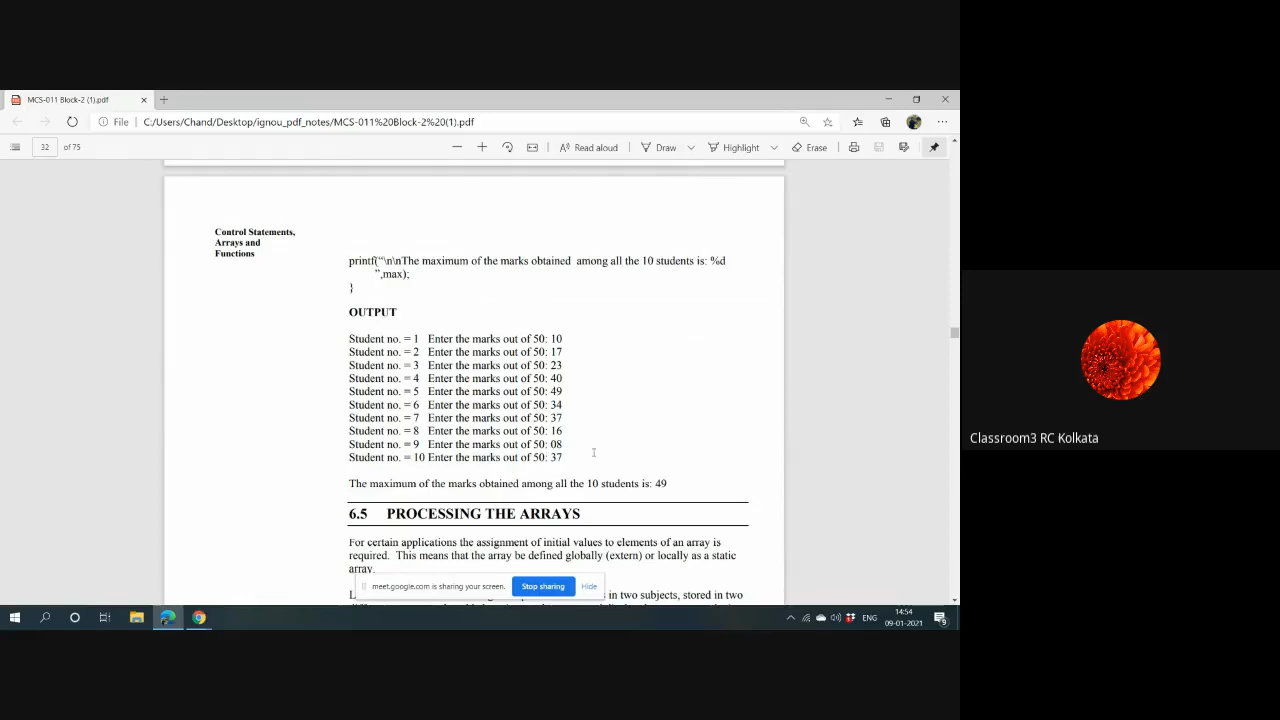 MCS-011 Block-2 (1).pdf
File
C:/Users/Chand/Desktop/ignou_pdf_notes/MCS-011%20Block-2%20(1).pdf
32 of 75
Read aloud
Draw
Highlight
Erase
Control Statements,
Arrays and
Functions
printf(“\n\nThe maximum of the marks obtained among all the 10 students is: %d
”,max);
}
OUTPUT
Student no. = 1 Enter the marks out of 50: 10
Student no. = 2 Enter the marks out of 50: 17
Student no. = 3 Enter the marks out of 50: 23
Student no. = 4 Enter the marks out of 50: 40
Student no. = 5 Enter the marks out of 50: 49
Student no. = 6 Enter the marks out of 50: 34
Student no. = 7 Enter the marks out of 50: 37
Student no. = 8 Enter the marks out of 50: 16
Student no. = 9 Enter the marks out of 50: 08
Student no. = 10 Enter the marks out of 50: 37
The maximum of the marks obtained among all the 10 students is: 49
6.5 PROCESSING THE ARRAYS
For certain applications the assignment of initial values to elements of an array is
required. This means that the array be defined globally (extern) or locally as a static
array.
meet.google.com is sharing your screen. Stop sharing Hide
in two subjects, stored in two
ENG
14:54
09-01-2021
Classroom3 RC Kolkata